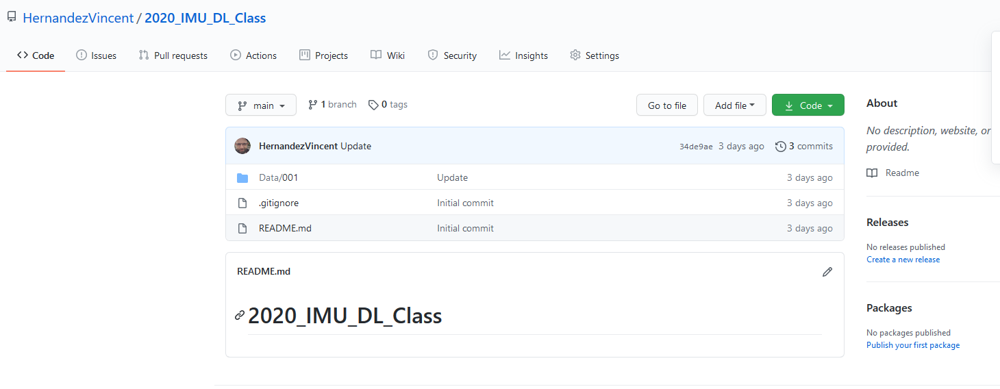 HernandezVincent / 2020_IMU_DL_Class
Code Issues Pull requests Actions Projects Wiki Security Insights Settings
main 1 branch 0 tags Go to file Add file Code
HernandezVincent Update 34de9ae 3 days ago 3 commits
Data/001 Update 3 days ago
.gitignore Initial commit 3 days ago
README.md Initial commit 3 days ago
README.md
2020_IMU_DL_Class
About
No description, website, or
provided.
Readme
Releases
No releases published
Create a new release
Packages
No packages published
Publish your first package